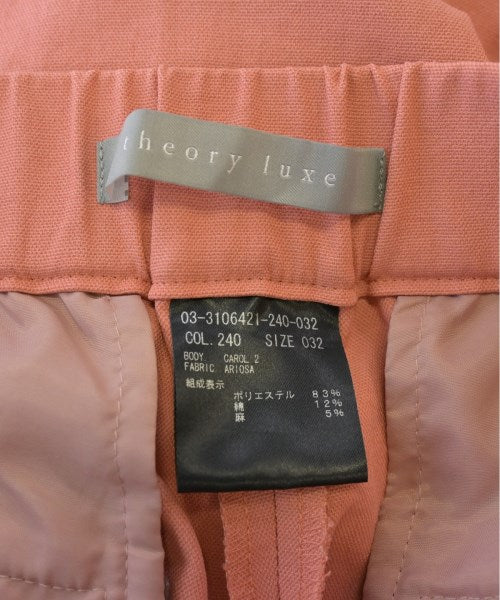 theory luxe
03-3106421-240-032
COL. 240 SIZE 032
BODY CAROL 2
FABRIC ARIOSA
組成表示
ポリエステル 83%
綿 12%
麻 5%